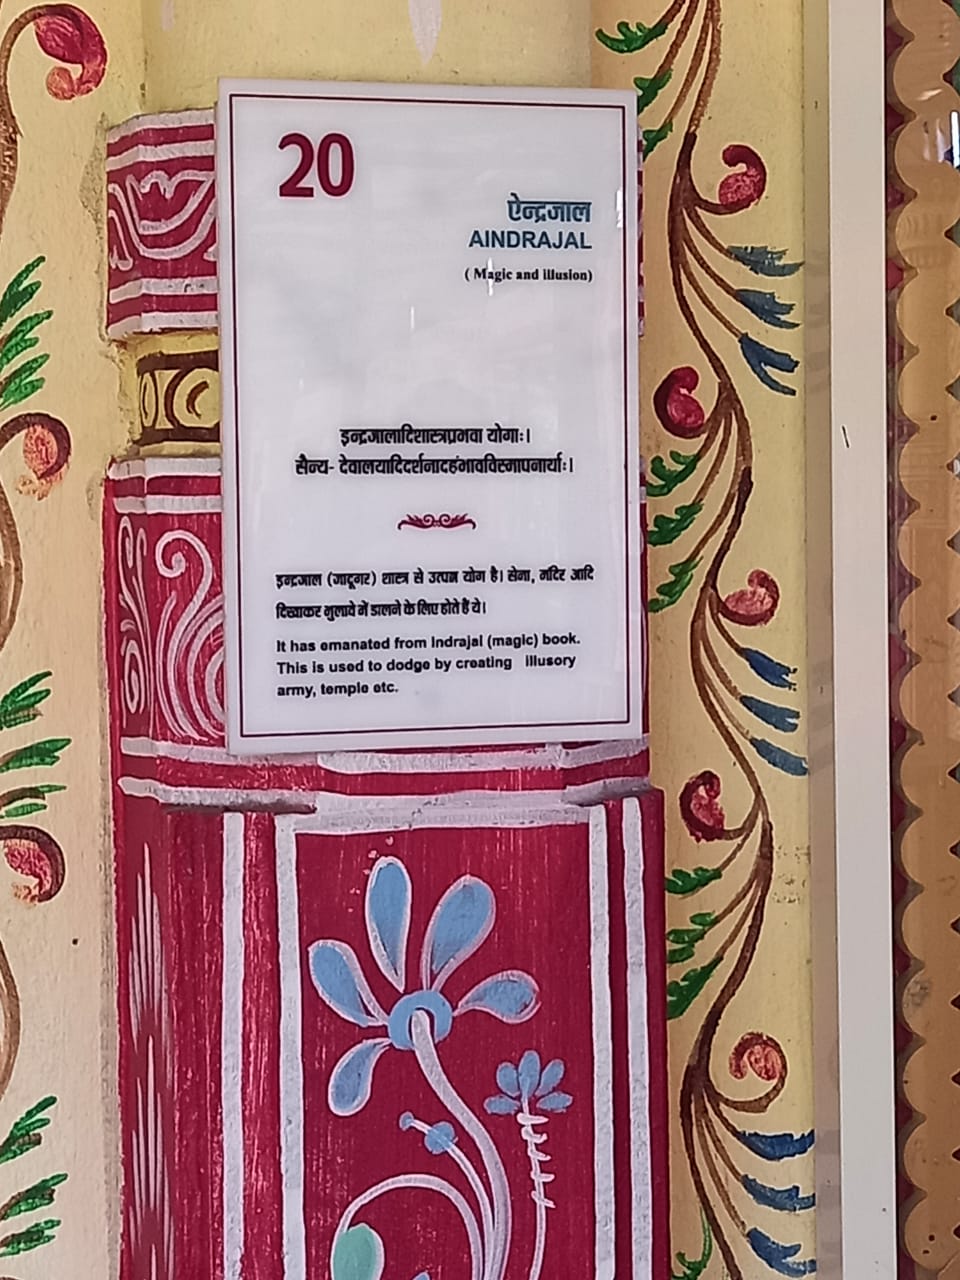 20
ऐन्द्रजाल
AINDRAJAL
( Magic and illusion)
इन्द्रजालादिशास्त्रप्रभवा योगाः।
सैन्य- देवालयादिदर्शनादहंभावविस्मापनार्याः।
इन्द्रजाल (जादूगर) शास्त्र से उत्पन्न योग है। सेना, मंदिर आदि
दिखाकर भुलावे में डालने के लिए होते हैं ये।
It has emanated from Indrajal (magic) book.
This is used to dodge by creating illusory
army, temple etc.